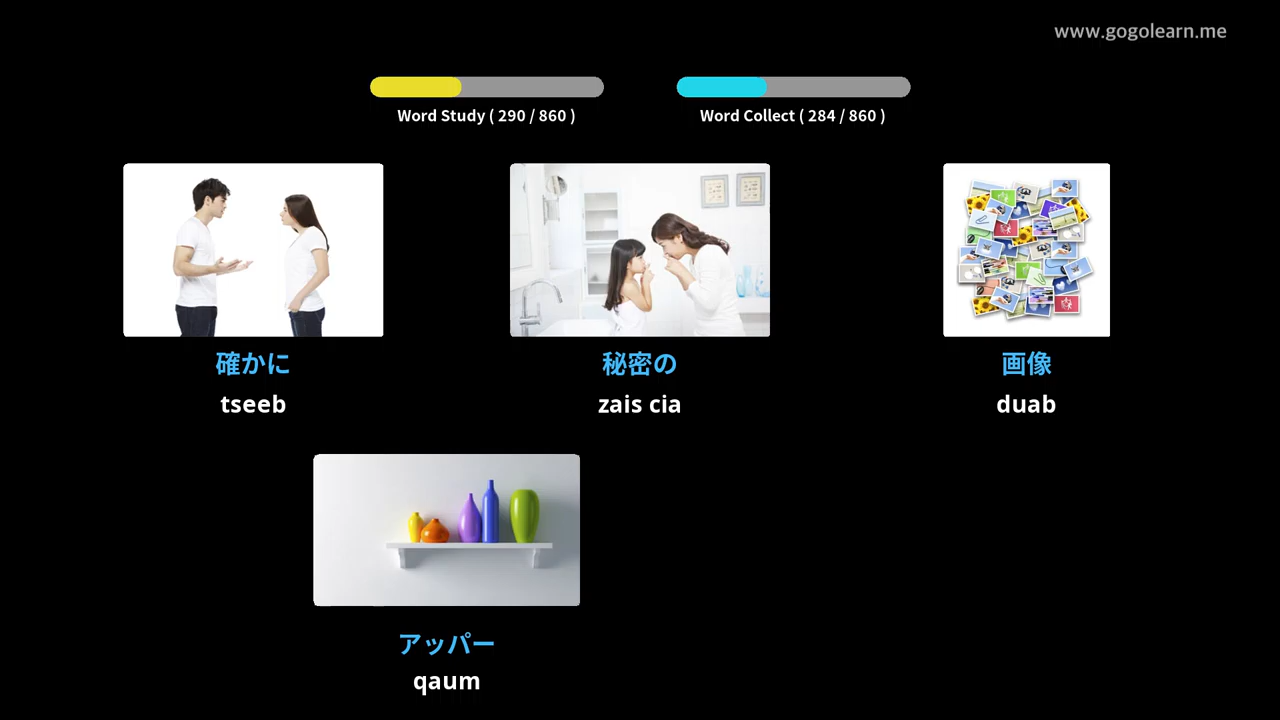 www.gogolearn.me
Word Study ( 290 / 860 )
Word Collect ( 284 / 860 )
確かに
tseeb
秘密の
zais cia
画像
duab
アッパー
qaum